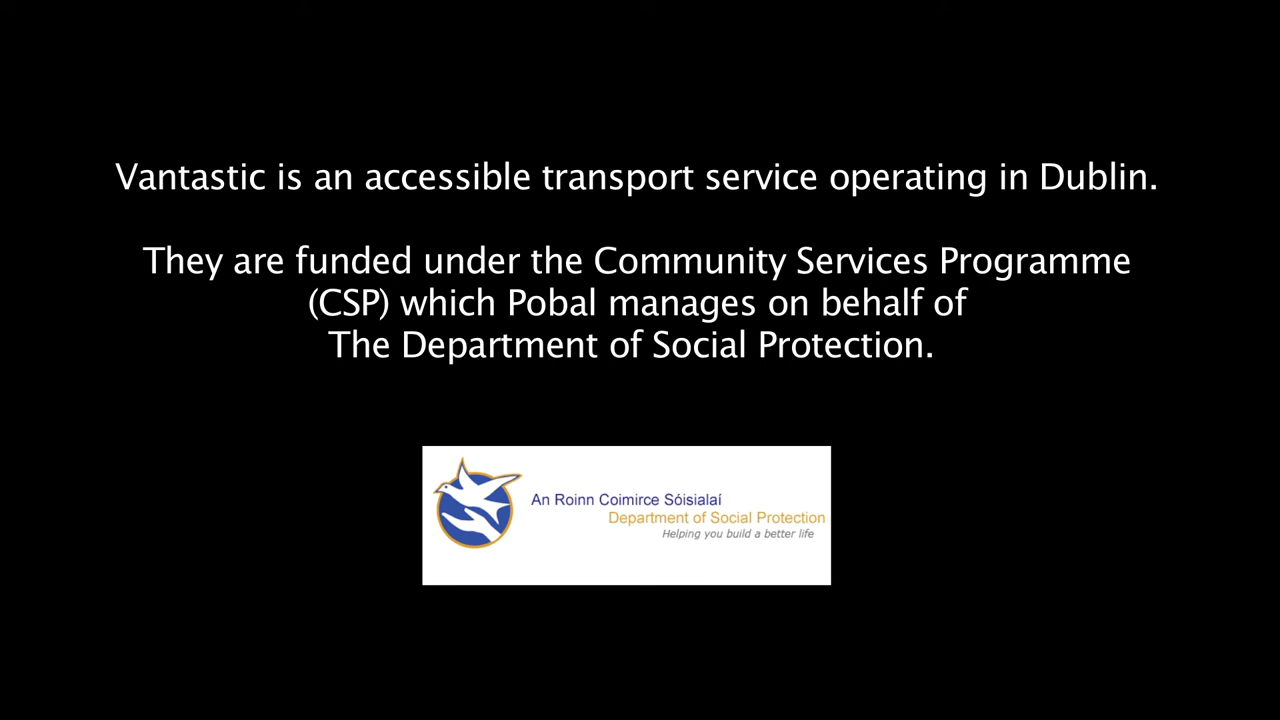 Vantastic is an accessible transport service operating in Dublin.
They are funded under the Community Services Programme
(CSP) which Pobal manages on behalf of
The Department of Social Protection.
An Roinn Coimirce Sóisialaí
Department of Social Protection
Helping you build a better life